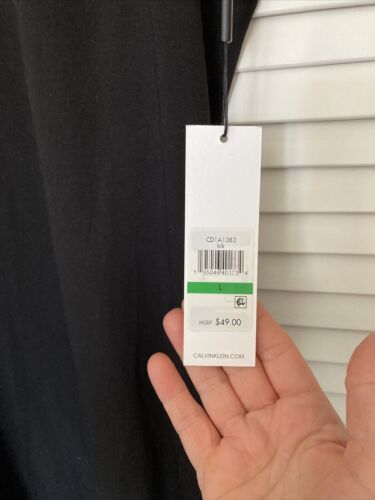 CD1A1383
blk
L
MSRP $49.00
CALVINKLEIN.COM